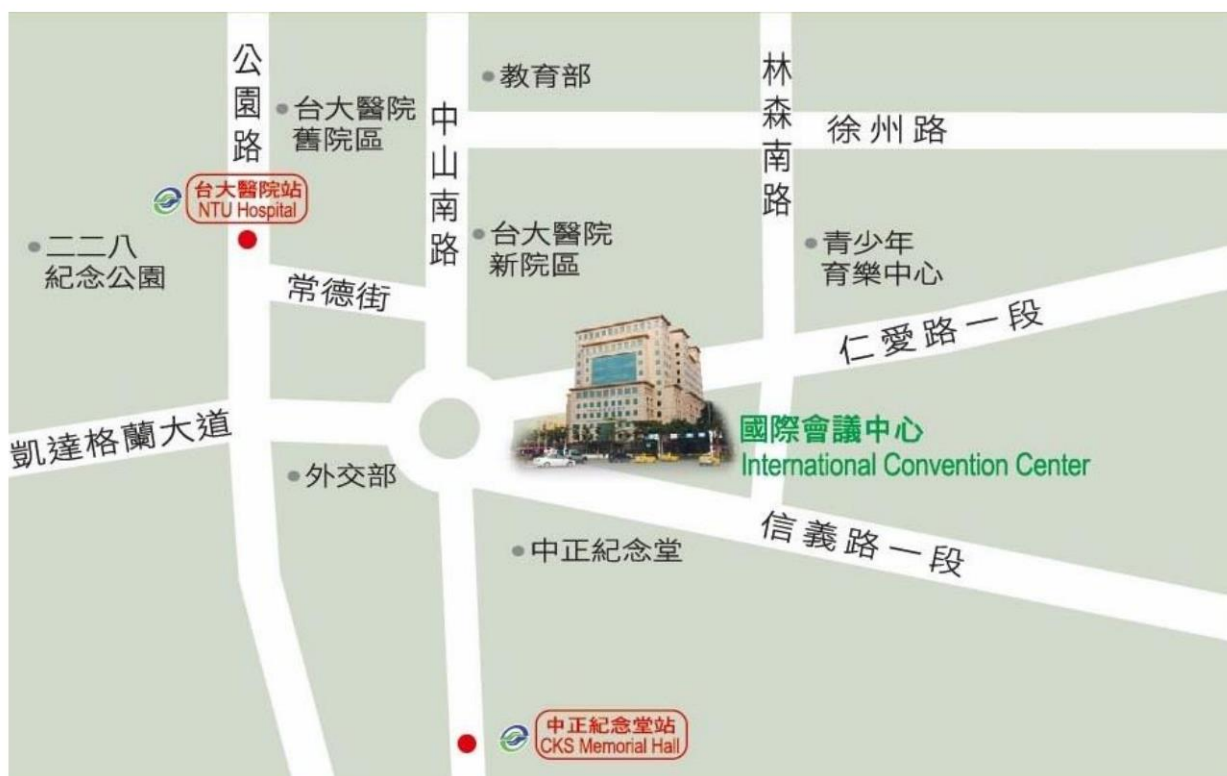 公園路
台大醫院
舊院區
中山南路
教育部
林森南路
徐州路
台大醫院站
NTU Hospital
二二八
紀念公園
常德街
台大醫院
新院區
青少年
育樂中心
仁愛路一段
凱達格蘭大道
外交部
國際會議中心
International Convention Center
中正紀念堂
信義路一段
中正紀念堂站
CKS Memorial Hall